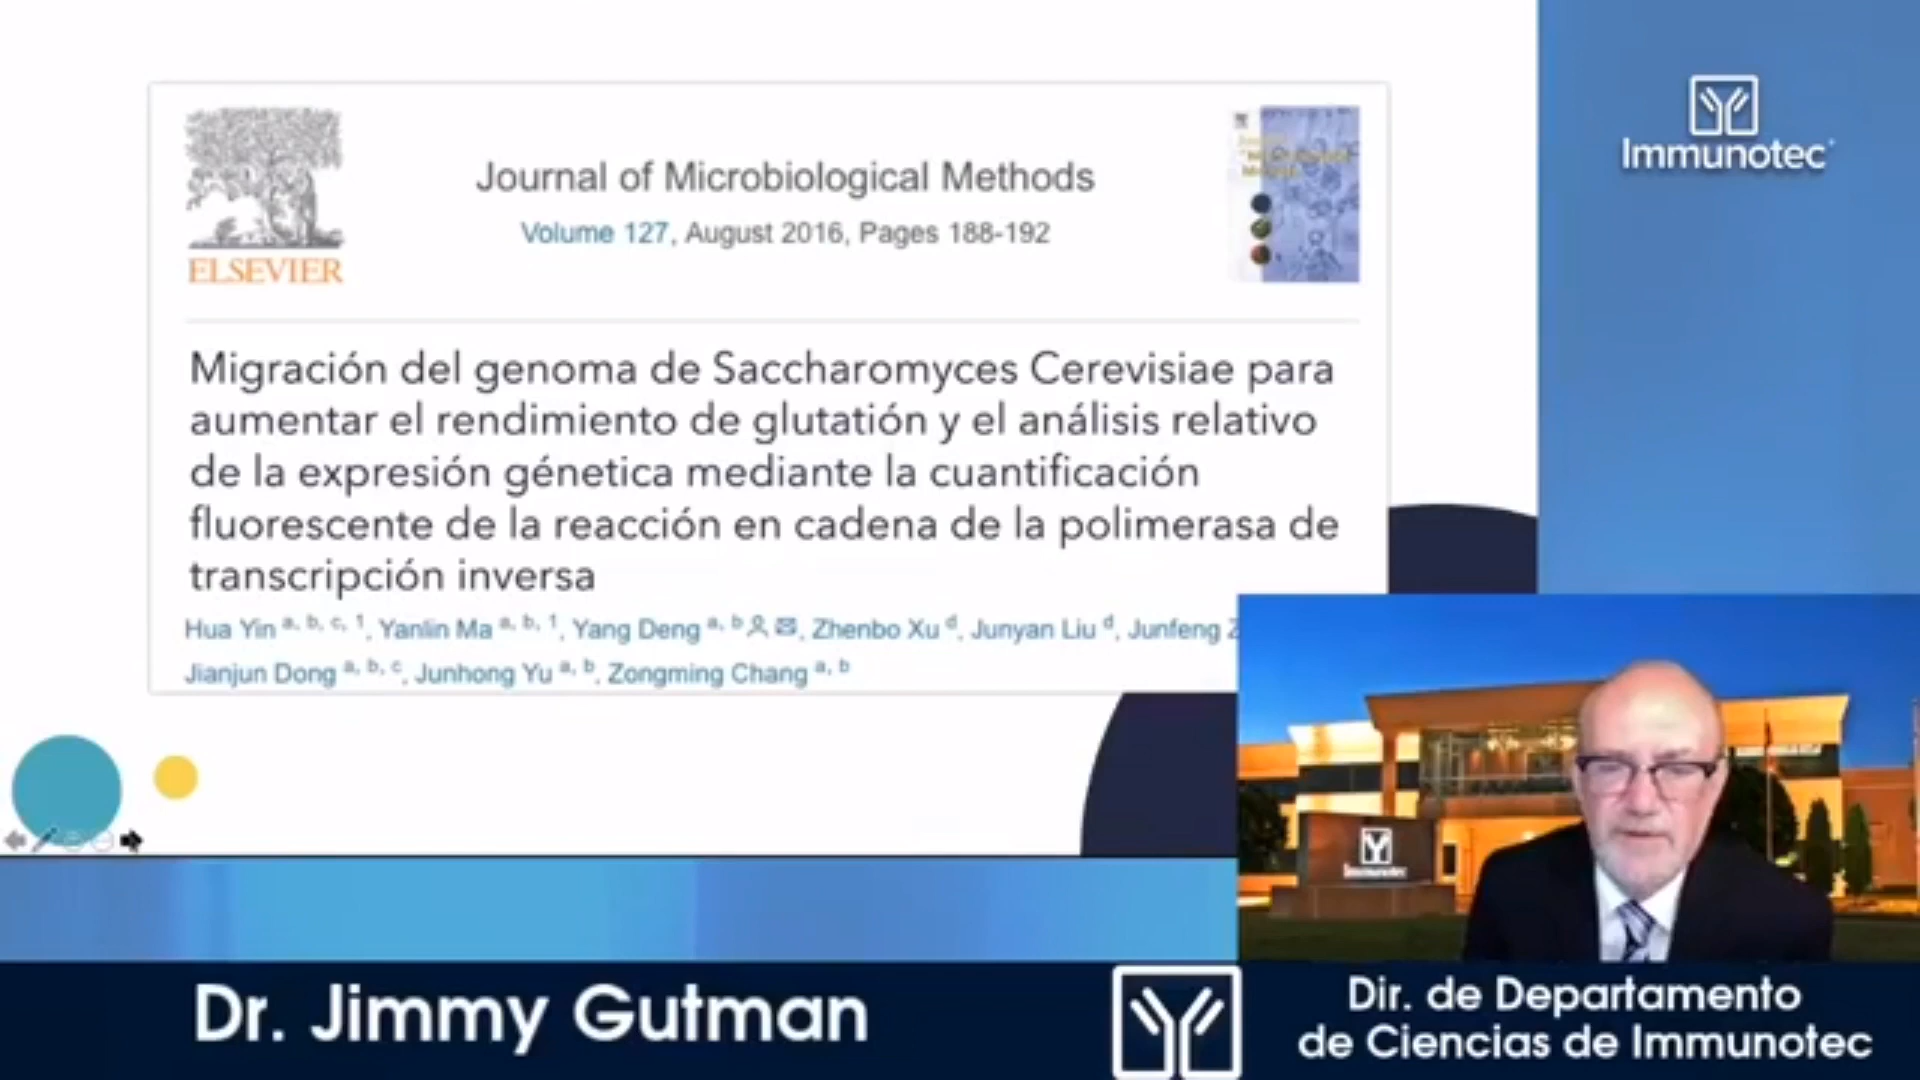 Immunotec
ELSEVIER
Journal of Microbiological Methods
Volume 127, August 2016, Pages 188-192
Migración del genoma de Saccharomyces Cerevisiae para
aumentar el rendimiento de glutatión y el análisis relativo
de la expresión génetica mediante la cuantificación
fluorescente de la reacción en cadena de la polimerasa de
transcripción inversa
Hua Yin a, b, c, 1, Yanlin Ma a, b, 1, Yang Deng a, b, Zhenbo Xu d, Junyan Liu d, Junfeng
Jianjun Dong a, b, c, Junhong Yu a, b, Zongming Chang a, b
Immunotec
Dr. Jimmy Gutman
Dir. de Departamento
de Ciencias de Immunotec